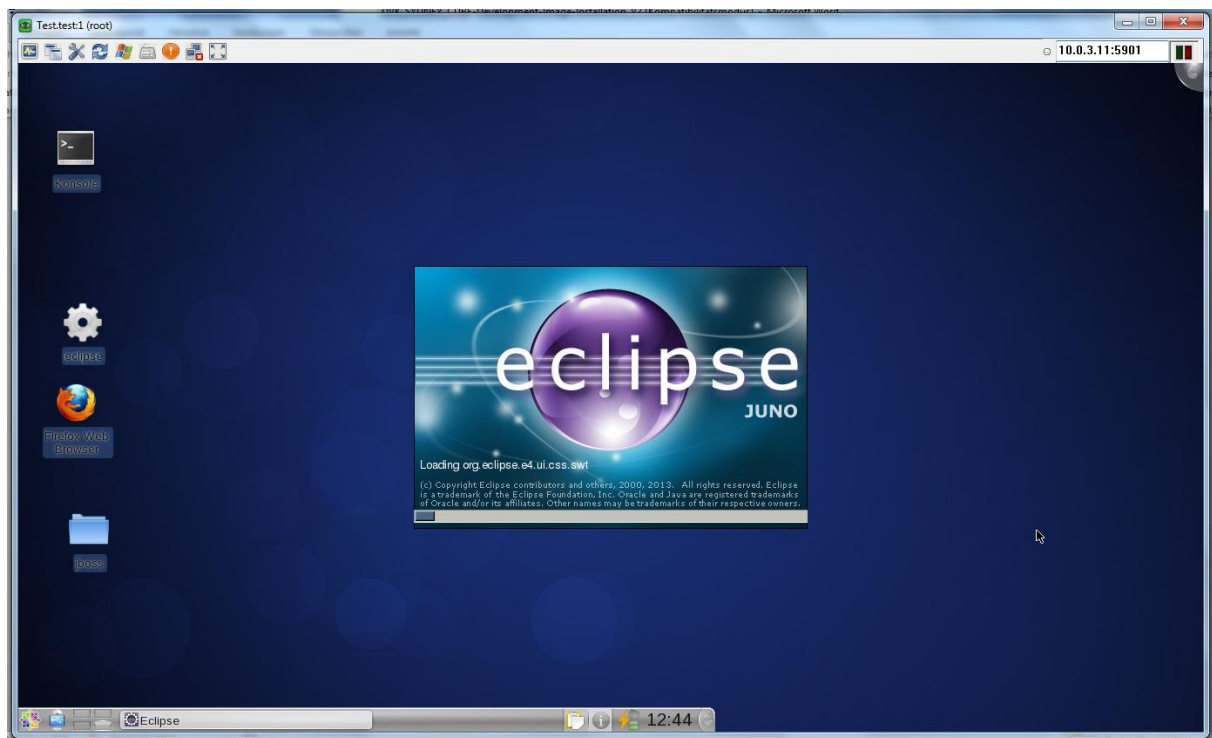 Test.test:1 (root)
10.0.3.11:5901
>_
Konsole
eclipse
Firefox Web
Browser
jboss
eclipse
JUNO
Loading org.eclipse.e4.ui.css.swt
(c) Copyright Eclipse contributors and others, 2000, 2013. All rights reserved. Eclipse
is a trademark of the Eclipse Foundation, Inc. Oracle and Java are registered trademarks
of Oracle and/or its affiliates. Other names may be trademarks of their respective owners.
Eclipse
12:44